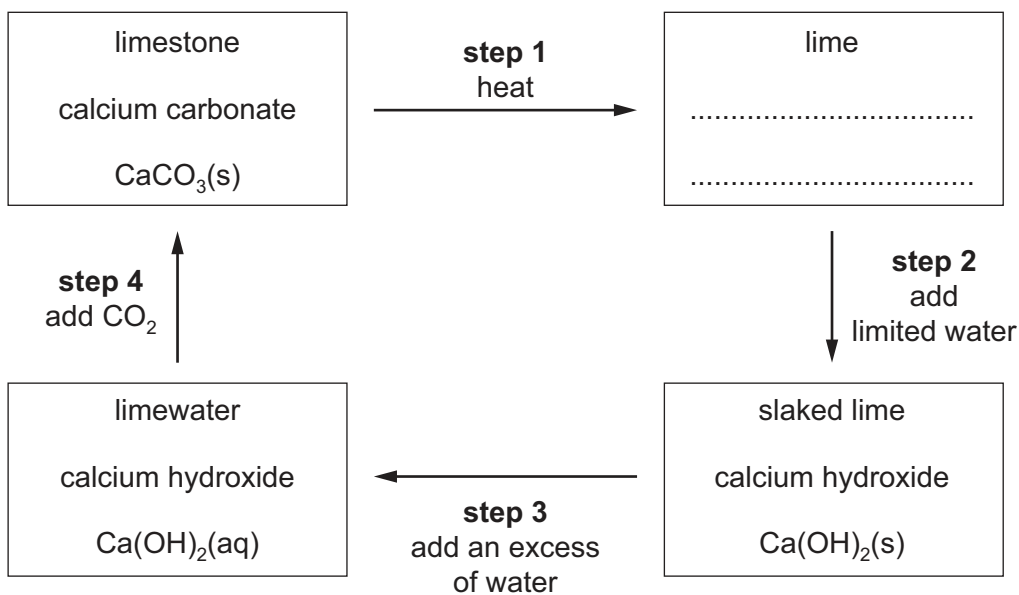 limestone
calcium carbonate
CaCO₃(s)
step 1
heat
lime
...................................
...................................
step 4
add CO₂
step 2
add
limited water
limewater
calcium hydroxide
Ca(OH)₂(aq)
step 3
add an excess
of water
slaked lime
calcium hydroxide
Ca(OH)₂(s)